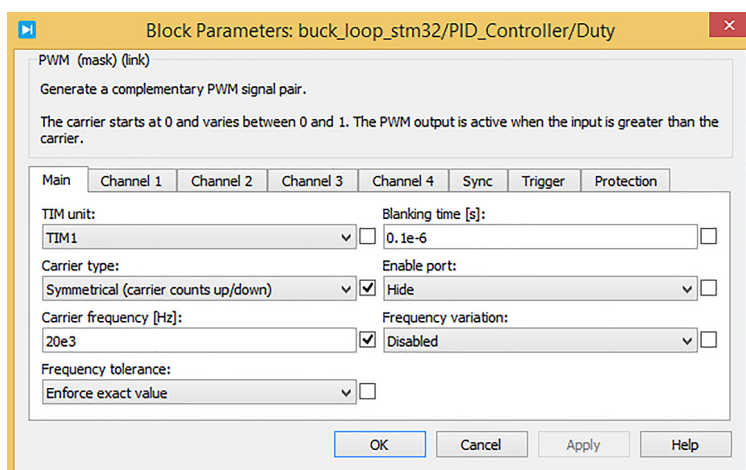 Block Parameters: buck_loop_stm32/PID_Controller/Duty
PWM (mask) (link)
Generate a complementary PWM signal pair.
The carrier starts at 0 and varies between 0 and 1. The PWM output is active when the input is greater than the
carrier.
Main Channel 1 Channel 2 Channel 3 Channel 4 Sync Trigger Protection
TIM unit: Blanking time [s]:
TIM1 0.1e-6
Carrier type: Enable port:
Symmetrical (carrier counts up/down) Hide
Carrier frequency [Hz]: Frequency variation:
20e3 Disabled
Frequency tolerance:
Enforce exact value
OK Cancel Apply Help